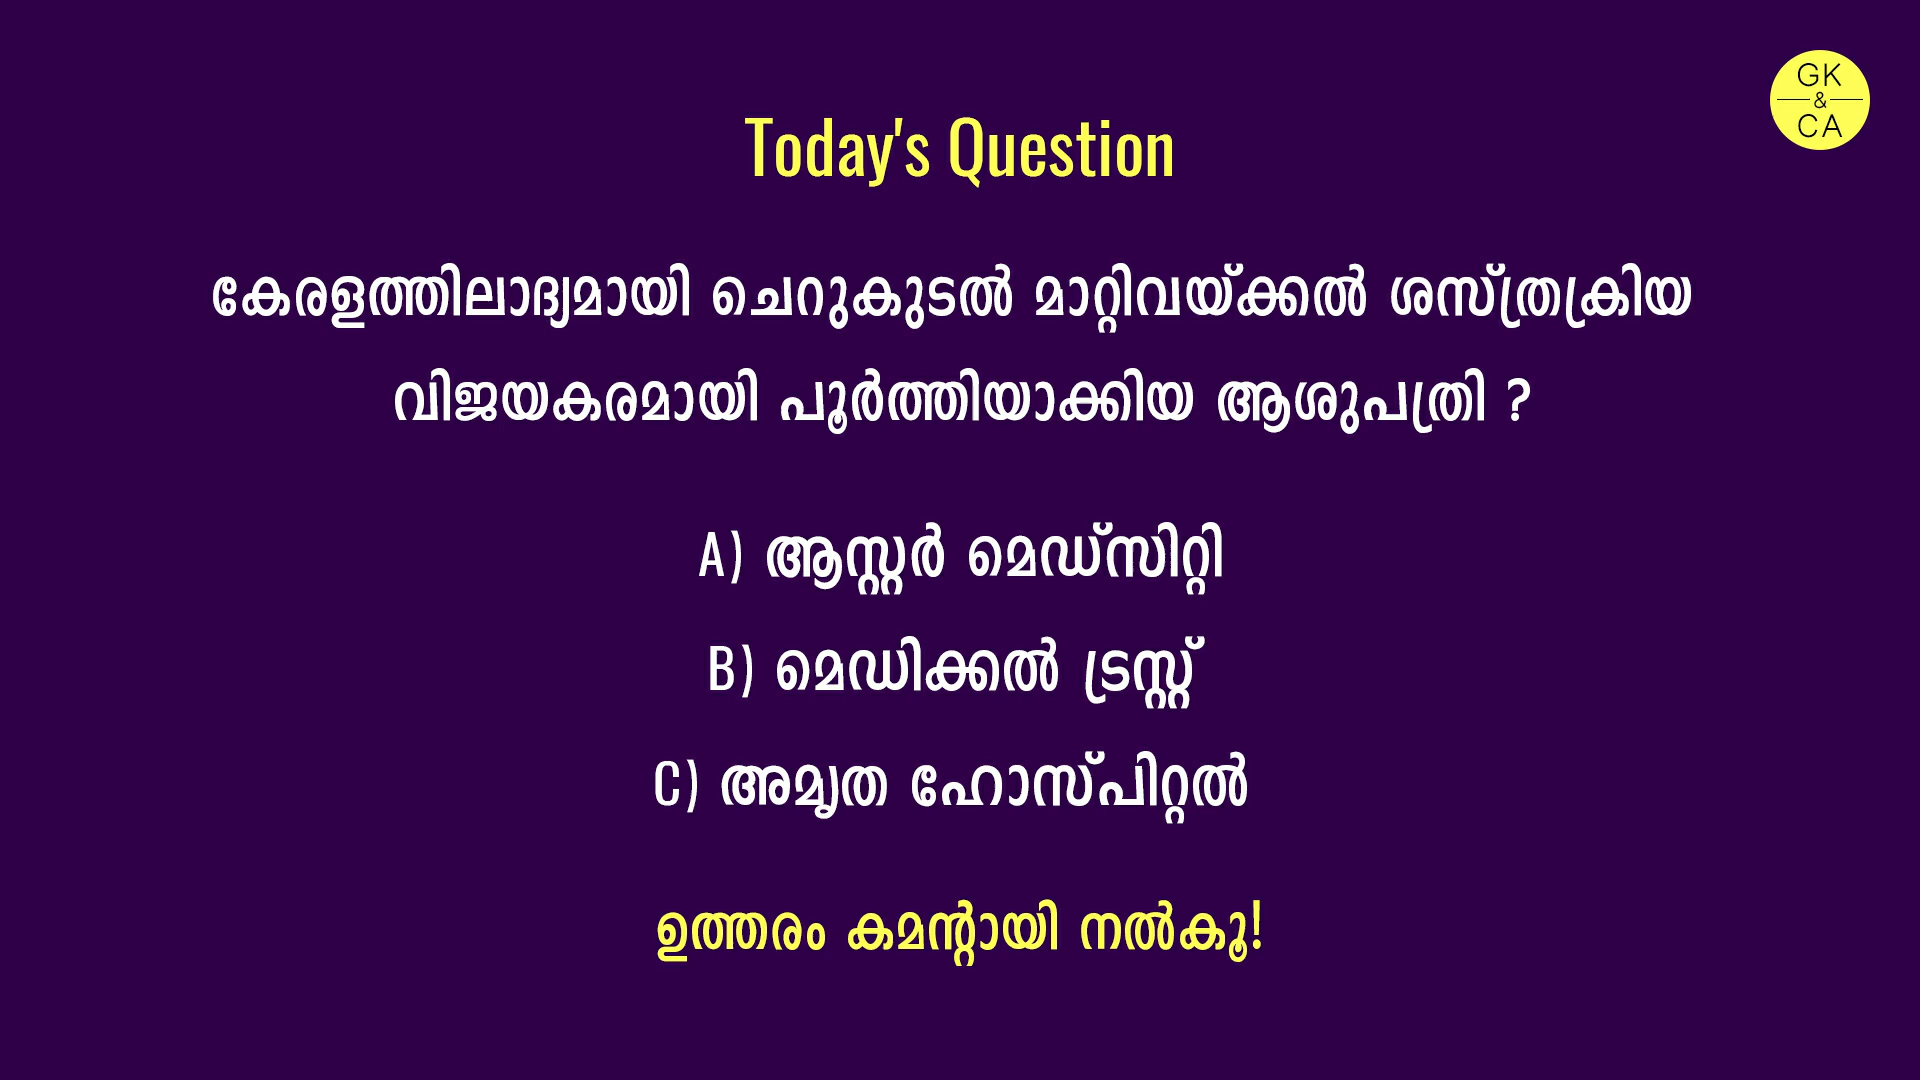 GK
&
CA
Today's Question
കേരളത്തിലാദ്യമായി ചെറുകുടൽ മാറ്റിവയ്ക്കൽ ശസ്ത്രക്രിയ
വിജയകരമായി പൂർത്തിയാക്കിയ ആശുപത്രി ?
A) ആസ്റ്റർ മെഡ്സിറ്റി
B) മെഡിക്കൽ ട്രസ്റ്റ്
C) അമൃത ഹോസ്പിറ്റൽ
ഉത്തരം കമന്റായി നൽകൂ!